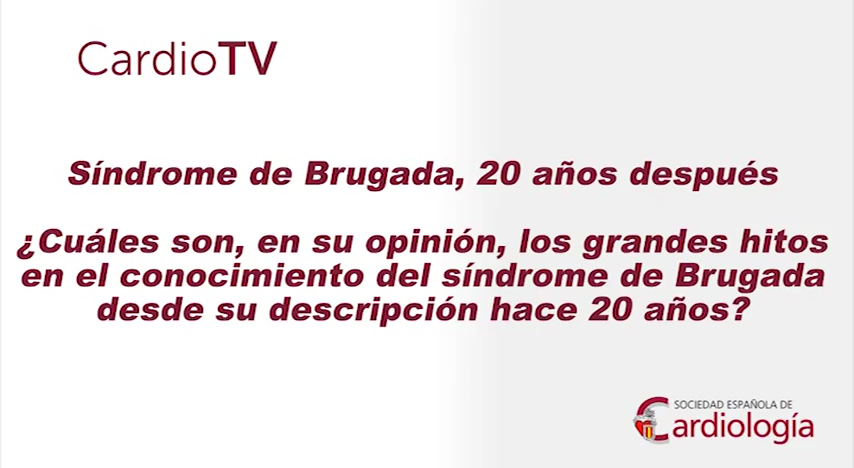 CardioTV
Síndrome de Brugada, 20 años después
¿Cuáles son, en su opinión, los grandes hitos
en el conocimiento del síndrome de Brugada
desde su descripción hace 20 años?
SOCIEDAD ESPAÑOLA DE
Cardiología